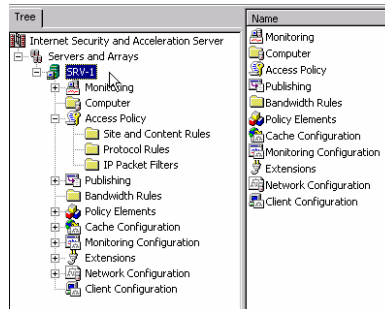 Tree
Internet Security and Acceleration Server
Servers and Arrays
SRV-1
Monitoring
Computer
Access Policy
Site and Content Rules
Protocol Rules
IP Packet Filters
Publishing
Bandwidth Rules
Policy Elements
Cache Configuration
Monitoring Configuration
Extensions
Network Configuration
Client Configuration
Name
Monitoring
Computer
Access Policy
Publishing
Bandwidth Rules
Policy Elements
Cache Configuration
Monitoring Configuration
Extensions
Network Configuration
Client Configuration